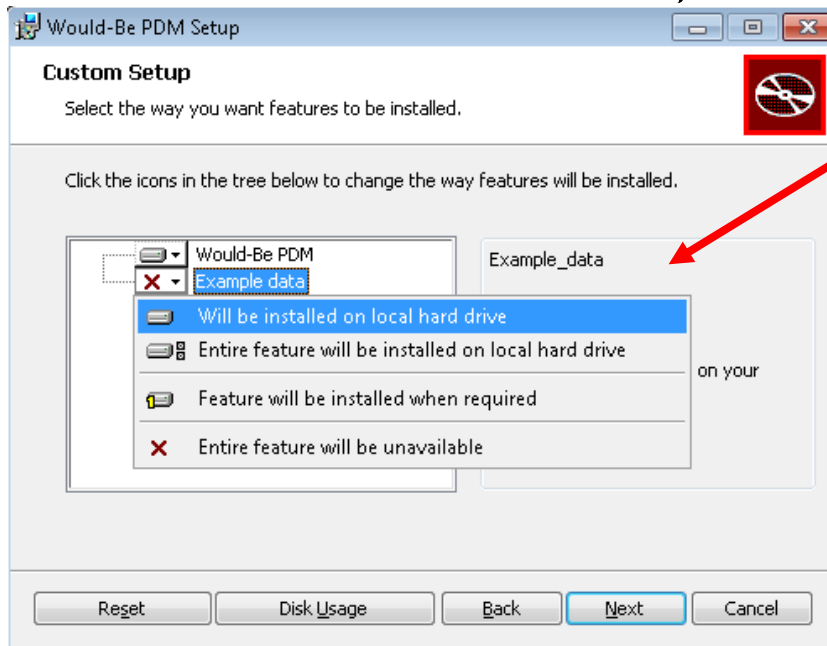 Would-Be PDM Setup
Custom Setup
Select the way you want features to be installed.
Click the icons in the tree below to change the way features will be installed.
Would-Be PDM
Example data
Example_data
Will be installed on local hard drive
Entire feature will be installed on local hard drive
on your
Feature will be installed when required
Entire feature will be unavailable
Reset
Disk Usage
Back
Next
Cancel